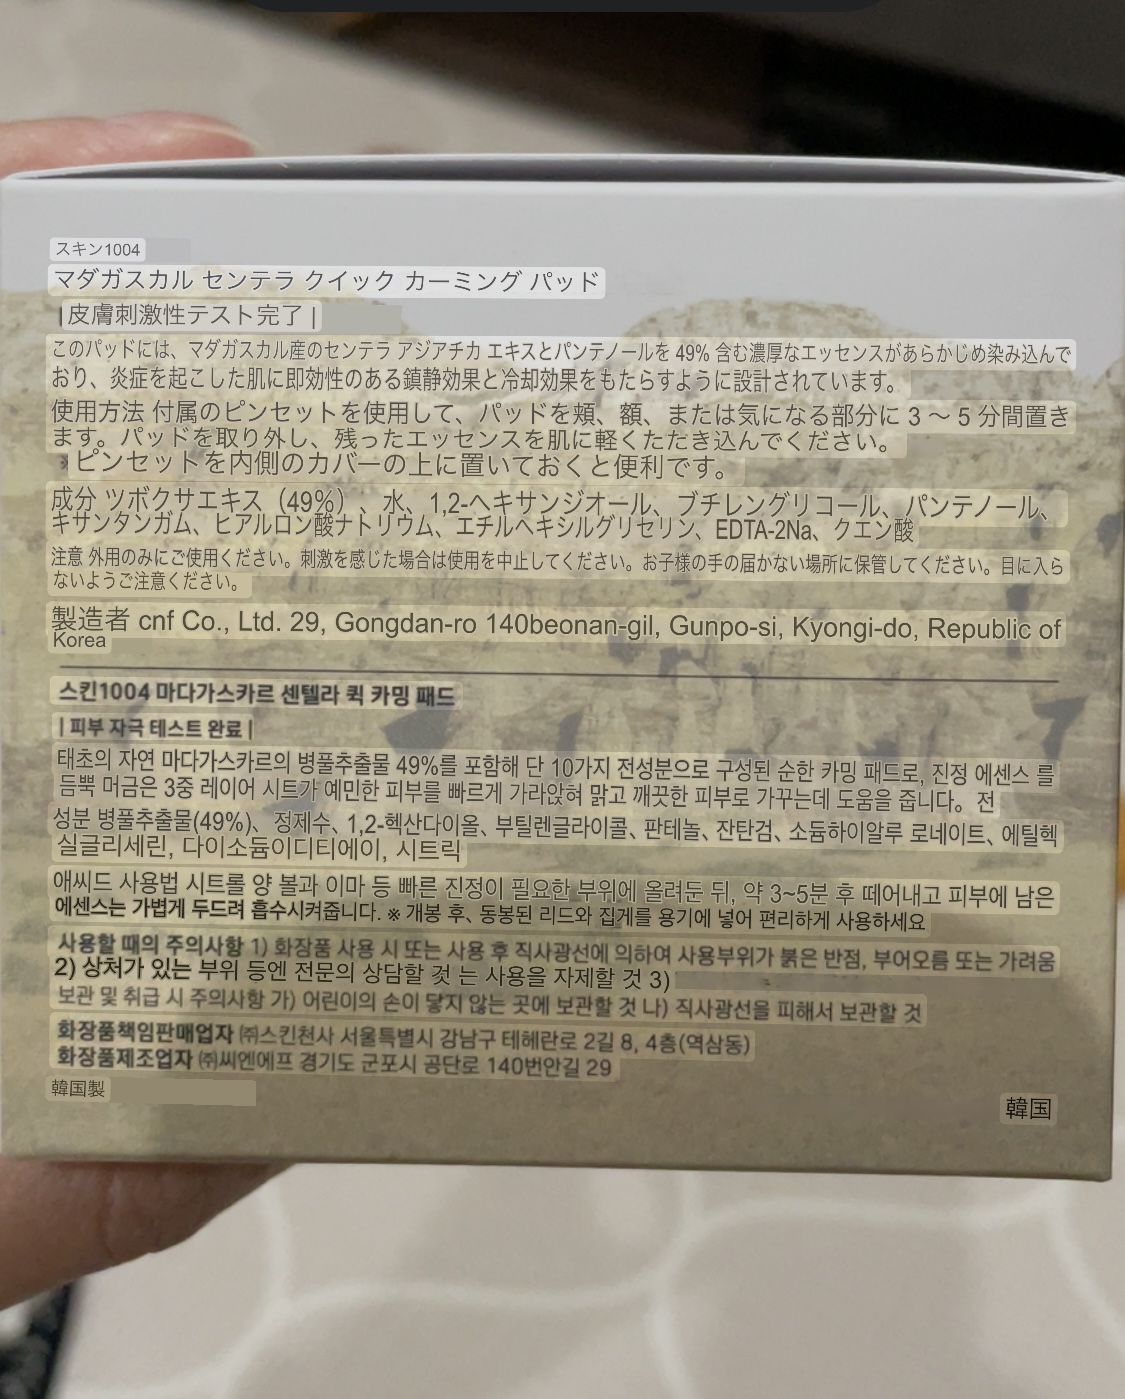 スキン1004
マダガスカル センテラ クイック カーミング パッド
| 皮膚刺激性テスト完了 |
このパッドには、マダガスカル産のセンテラ アジアチカ エキスとパンテノールを 49% 含む濃厚なエッセンスがあらかじめ染み込んで
おり、炎症を起こした肌に即効性のある鎮静効果と冷却効果をもたらすように設計されています。
使用方法 付属のピンセットを使用して、パッドを頬、額、または気になる部分に 3 ～ 5 分間置き
ます。パッドを取り外し、残ったエッセンスを肌に軽くたたき込んでください。
※ピンセットを内側のカバーの上に置いておくと便利です。
成分 ツボクサエキス（49%）、水、1,2-ヘキサンジオール、ブチレングリコール、パンテノール、
キサンタンガム、ヒアルロン酸ナトリウム、エチルヘキシルグリセリン、EDTA-2Na、クエン酸
注意 外用のみにご使用ください。刺激を感じた場合は使用を中止してください。お子様の手の届かない場所に保管してください。目に入ら
ないようご注意ください。
製造者 cnf Co., Ltd. 29, Gongdan-ro 140beonan-gil, Gunpo-si, Kyongi-do, Republic of
Korea
스킨1004 마다가스카르 센텔라 퀵 카밍 패드
| 피부 자극 테스트 완료 |
태초의 자연 마다가스카르의 병풀추출물 49%를 포함해 단 10가지 전성분으로 구성된 순한 카밍 패드로, 진정 에센스 를
듬뿍 머금은 3중 레이어 시트가 예민한 피부를 빠르게 가라앉혀 맑고 깨끗한 피부로 가꾸는데 도움을 줍니다。전
성분 병풀추출물(49%)、정제수、1,2-헥산다이올、부틸렌글라이콜、판테놀、잔탄검、소듐하이알루 로네이트、에틸헥
실글리세린, 다이소듐이디티에이, 시트릭
애씨드 사용법 시트롤 양 볼과 이마 등 빠른 진정이 필요한 부위에 올려둔 뒤, 약 3~5분 후 떼어내고 피부에 남은
에센스는 가볍게 두드려 흡수시켜줍니다. ※ 개봉 후、동봉된 리드와 집게를 용기에 넣어 편리하게 사용하세요
사용할 때의 주의사항 1) 화장품 사용 시 또는 사용 후 직사광선에 의하여 사용부위가 붉은 반점, 부어오름 또는 가려움
2) 상처가 있는 부위 등엔 전문의 상담할 것 는 사용을 자제할 것 3)
보관 및 취급 시 주의사항 가) 어린이의 손이 닿지 않는 곳에 보관할 것 나) 직사광선을 피해서 보관할 것
화장품책임판매업자 ㈜스킨천사 서울특별시 강남구 테헤란로 2길 8, 4층(역삼동)
화장품제조업자 ㈜씨엔에프 경기도 군포시 공단로 140번안길 29
韓国製
韓国